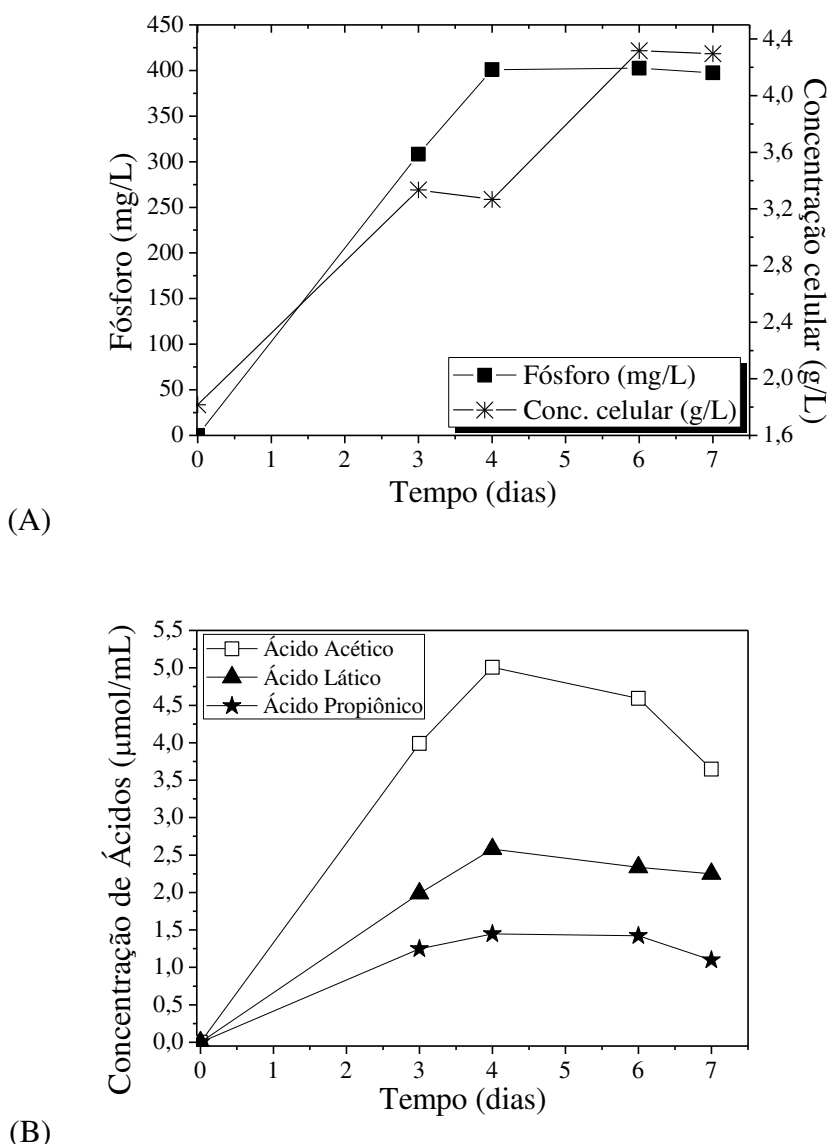 450
400
350
300
250
200
150
100
50
0
Fósforo (mg/L)
4,4
4,0
3,6
3,2
2,8
2,4
2,0
1,6
Concentração celular (g/L)
Fósforo (mg/L)
Conc. celular (g/L)
0 1 2 3 4 5 6 7
Tempo (dias)
(A)
5,5
5,0
4,5
4,0
3,5
3,0
2,5
2,0
1,5
1,0
0,5
0,0
Concentração de Ácidos (μmol/mL)
Ácido Acético
Ácido Lático
Ácido Propiônico
0 1 2 3 4 5 6 7
Tempo (dias)
(B)